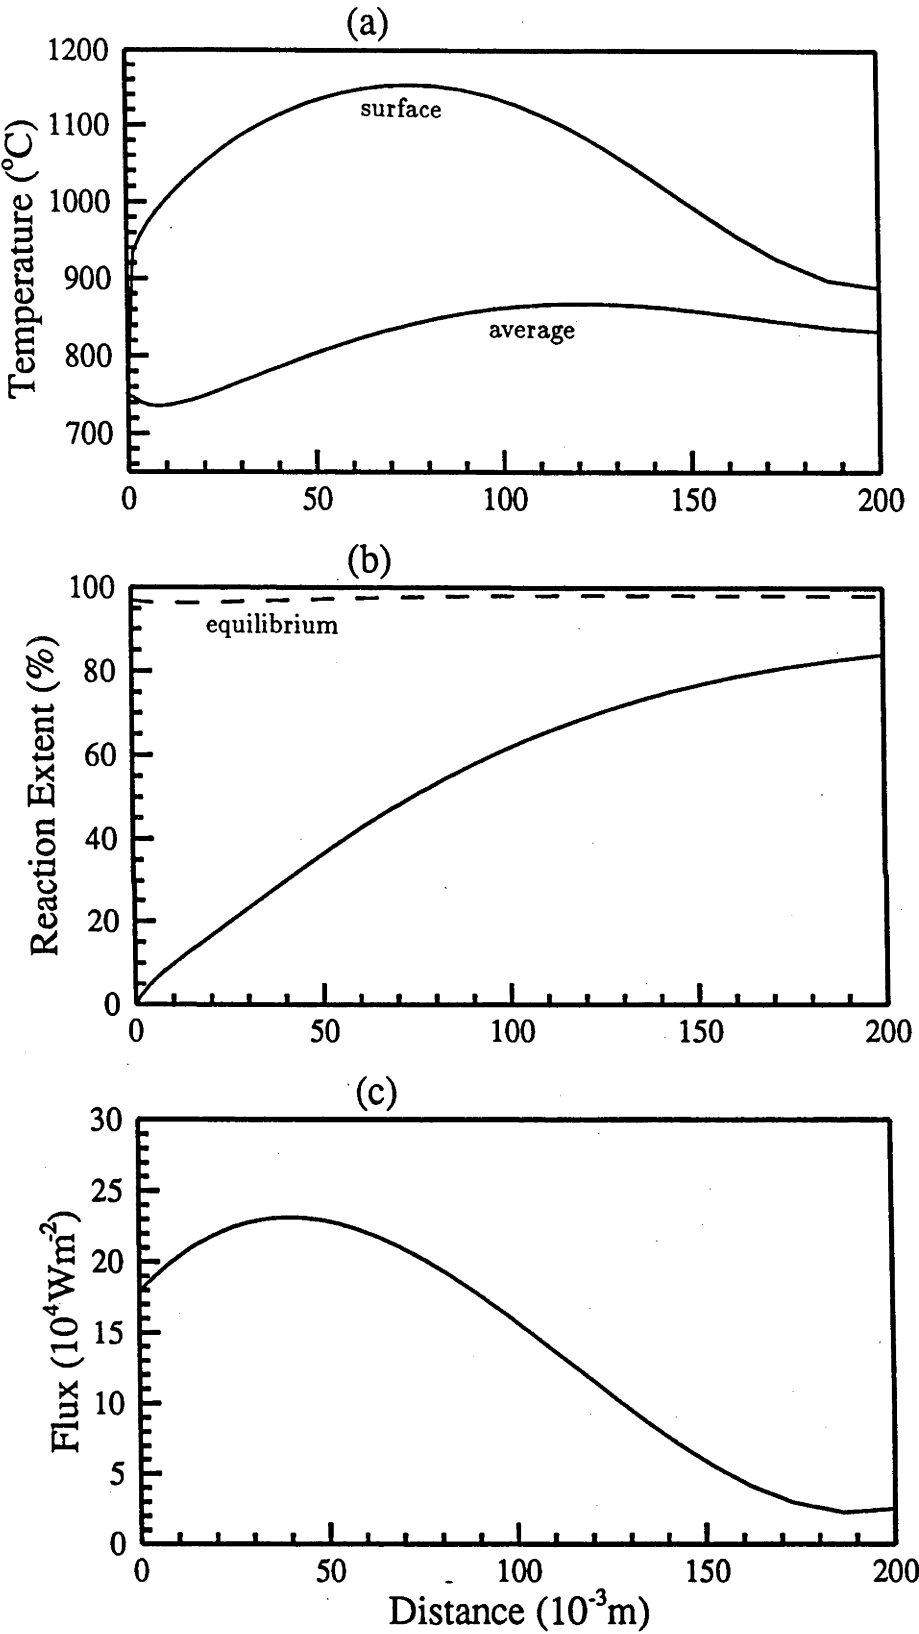 (a)
1200
1100
1000
900
800
700
Temperature (°C)
surface
average
0 50 100 150 200
(b)
100
80
60
40
20
0
Reaction Extent (%)
equilibrium
0 50 100 150 200
(c)
30
25
20
15
10
5
0
Flux (10⁴Wm⁻²)
0 50 100 150 200
Distance (10⁻³m)